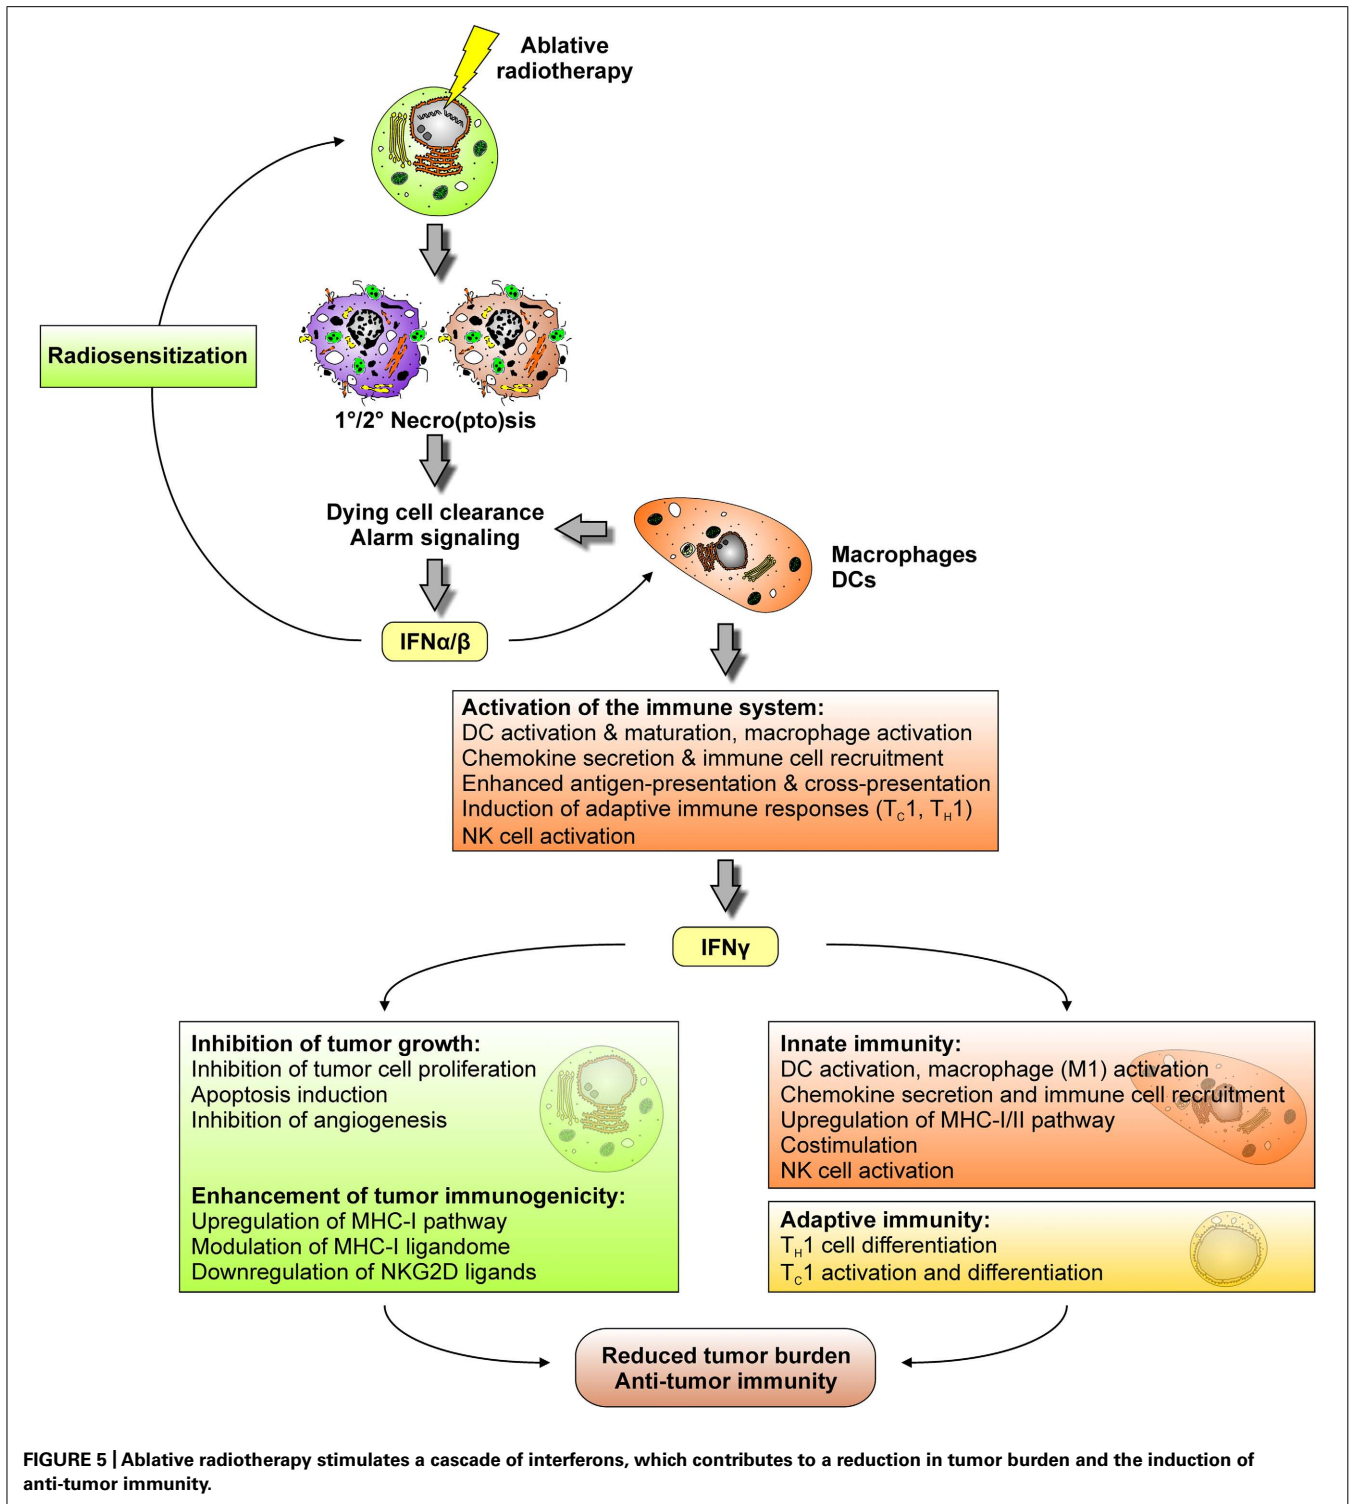 Ablative
radiotherapy
Radiosensitization
1°/2° Necro(pto)sis
Dying cell clearance
Alarm signaling
Macrophages
DCs
IFNα/β
Activation of the immune system:
DC activation & maturation, macrophage activation
Chemokine secretion & immune cell recruitment
Enhanced antigen-presentation & cross-presentation
Induction of adaptive immune responses (TC1, TH1)
NK cell activation
IFNγ
Inhibition of tumor growth:
Inhibition of tumor cell proliferation
Apoptosis induction
Inhibition of angiogenesis
Enhancement of tumor immunogenicity:
Upregulation of MHC-I pathway
Modulation of MHC-I ligandome
Downregulation of NKG2D ligands
Innate immunity:
DC activation, macrophage (M1) activation
Chemokine secretion and immune cell recruitment
Upregulation of MHC-I/II pathway
Costimulation
NK cell activation
Adaptive immunity:
TH1 cell differentiation
TC1 activation and differentiation
Reduced tumor burden
Anti-tumor immunity
FIGURE 5 | Ablative radiotherapy stimulates a cascade of interferons, which contributes to a reduction in tumor burden and the induction of
anti-tumor immunity.